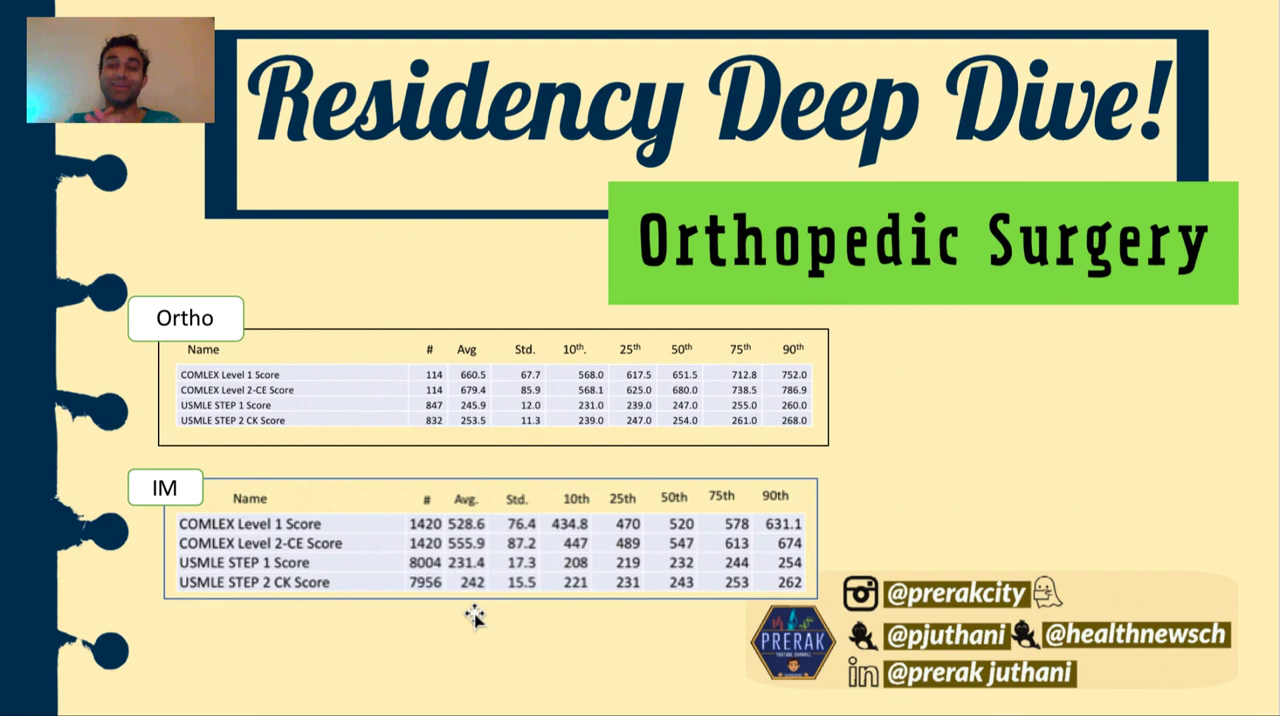 Residency Deep Dive!
Orthopedic Surgery
Ortho
Name # Avg Std. 10th. 25th 50th 75th 90th
COMLEX Level 1 Score 114 660.5 67.7 568.0 617.5 651.5 712.8 752.0
COMLEX Level 2-CE Score 114 679.4 85.9 568.1 625.0 680.0 738.5 786.9
USMLE STEP 1 Score 847 245.9 12.0 231.0 239.0 247.0 255.0 260.0
USMLE STEP 2 CK Score 832 253.5 11.3 239.0 247.0 254.0 261.0 268.0
IM
Name # Avg. Std. 10th 25th 50th 75th 90th
COMLEX Level 1 Score 1420 528.6 76.4 434.8 470 520 578 631.1
COMLEX Level 2-CE Score 1420 555.9 87.2 447 489 547 613 674
USMLE STEP 1 Score 8004 231.4 17.3 208 219 232 244 254
USMLE STEP 2 CK Score 7956 242 15.5 221 231 243 253 262
PRERAK
@prerakcity
@pjuthani @healthnewsch
in @prerak juthani